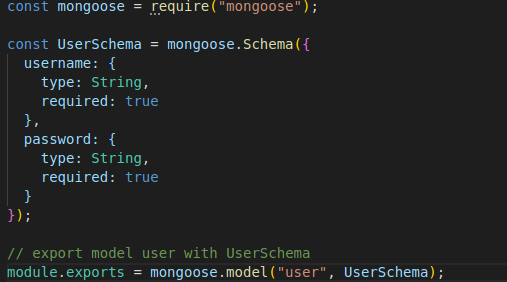 const mongoose = require("mongoose");
const UserSchema = mongoose.Schema({
  username: {
    type: String,
    required: true
  },
  password: {
    type: String,
    required: true
  }
});
// export model user with UserSchema
module.exports = mongoose.model("user", UserSchema);